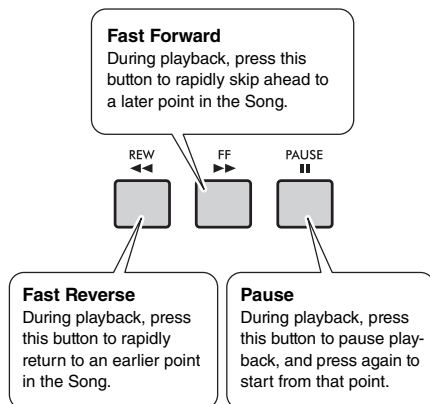 Fast Forward
During playback, press this
button to rapidly skip ahead to
a later point in the Song.
REW FF PAUSE
◀◀ ▶▶ ▮▮
Fast Reverse
During playback, press
this button to rapidly
return to an earlier point
in the Song.
Pause
During playback, press
this button to pause play-
back, and press again to
start from that point.